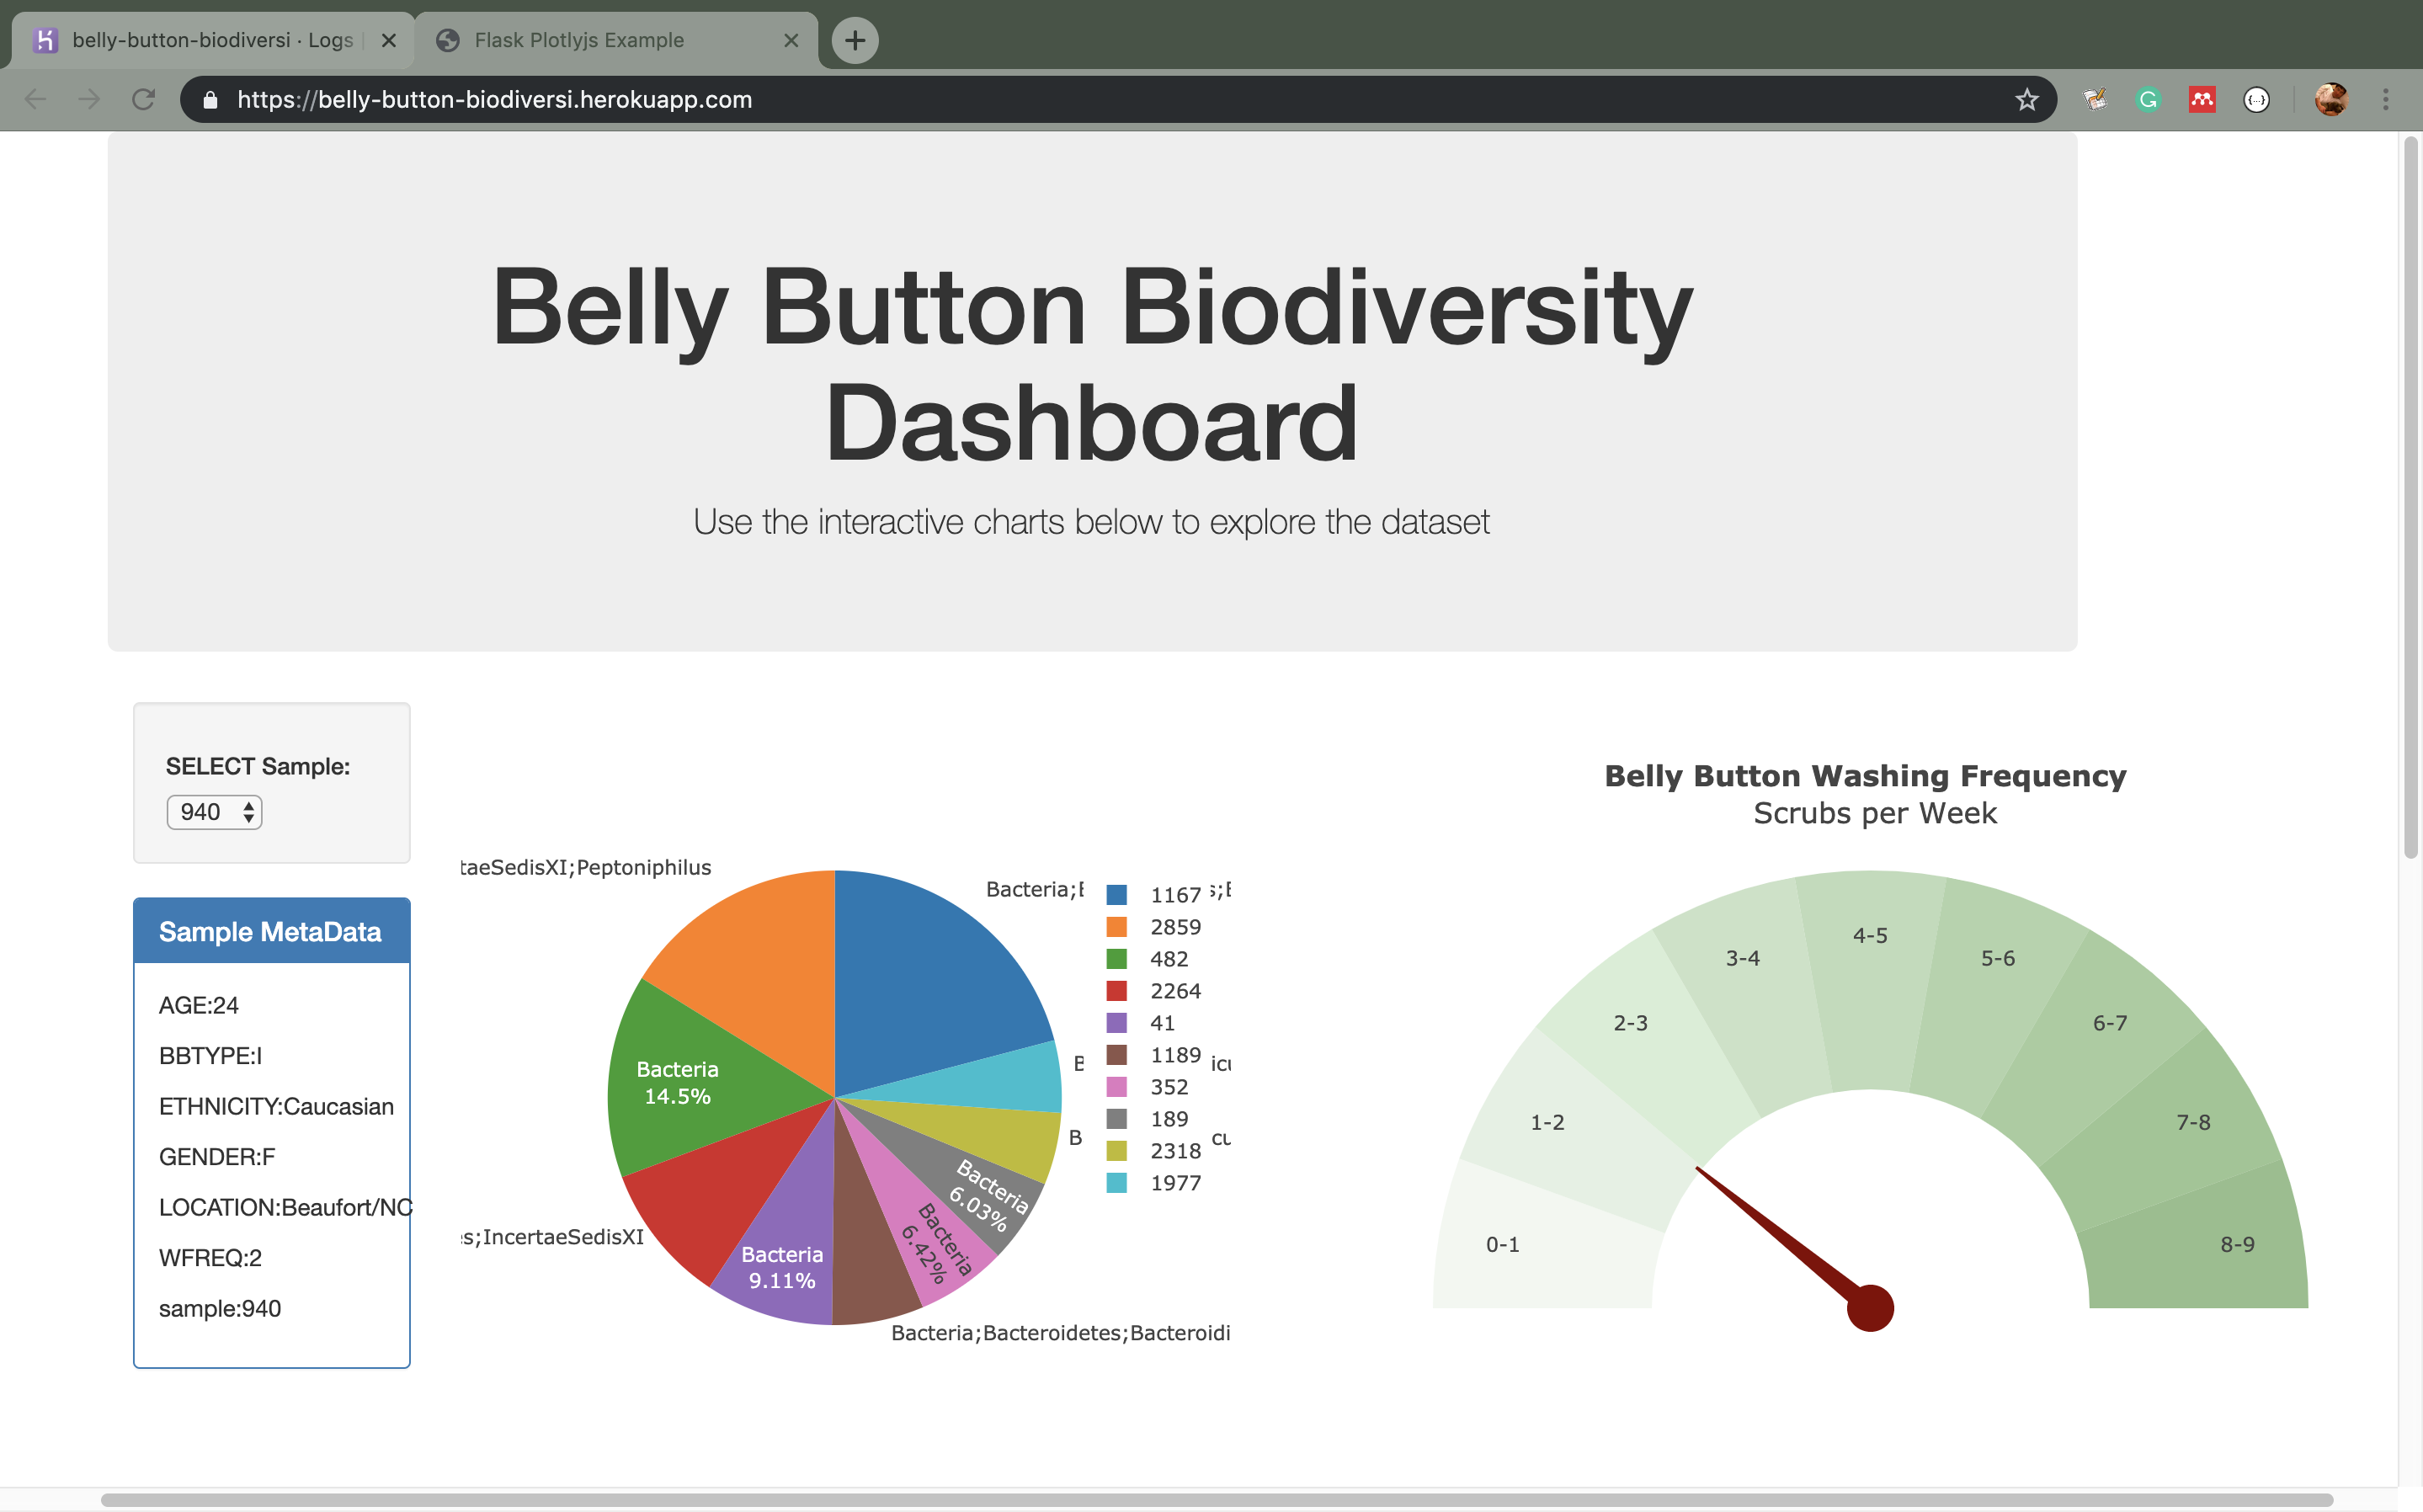 belly-button-biodiversi · Logs
Flask Plotlyjs Example
https://belly-button-biodiversi.herokuapp.com
Belly Button Biodiversity
Dashboard
Use the interactive charts below to explore the dataset
SELECT Sample:
940
Sample MetaData
AGE:24
BBTYPE:I
ETHNICITY:Caucasian
GENDER:F
LOCATION:Beaufort/NC
WFREQ:2
sample:940
taeSedisXI;Peptoniphilus
Bacteria
14.5%
s;IncertaeSedisXI
Bacteria
9.11%
Bacteria
6.42%
Bacteria
6.03%
Bacteria;Bacteroidetes;Bacteroidi
Bacteria;
1167
2859
482
2264
41
1189
352
189
2318
1977
Belly Button Washing Frequency
Scrubs per Week
0-1
1-2
2-3
3-4
4-5
5-6
6-7
7-8
8-9